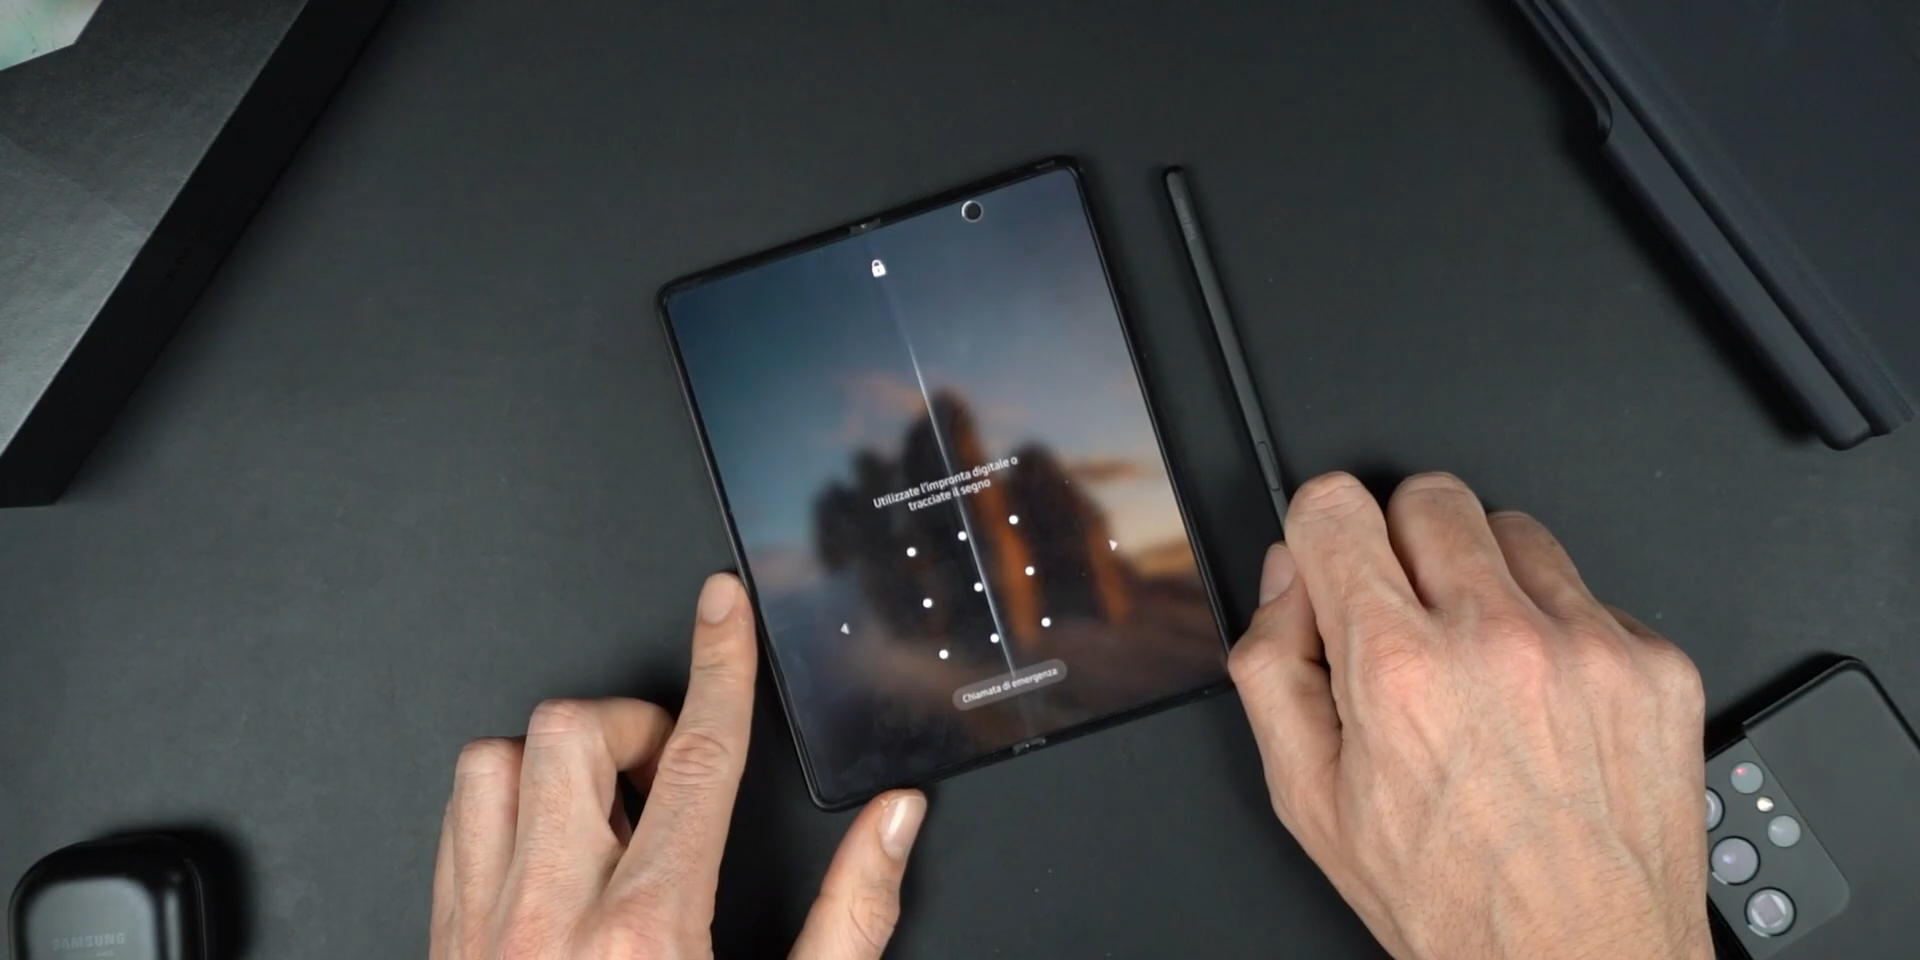 Utilizzate l'impronta digitale o
tracciate il segno
Chiamata di emergenza
SAMSUNG